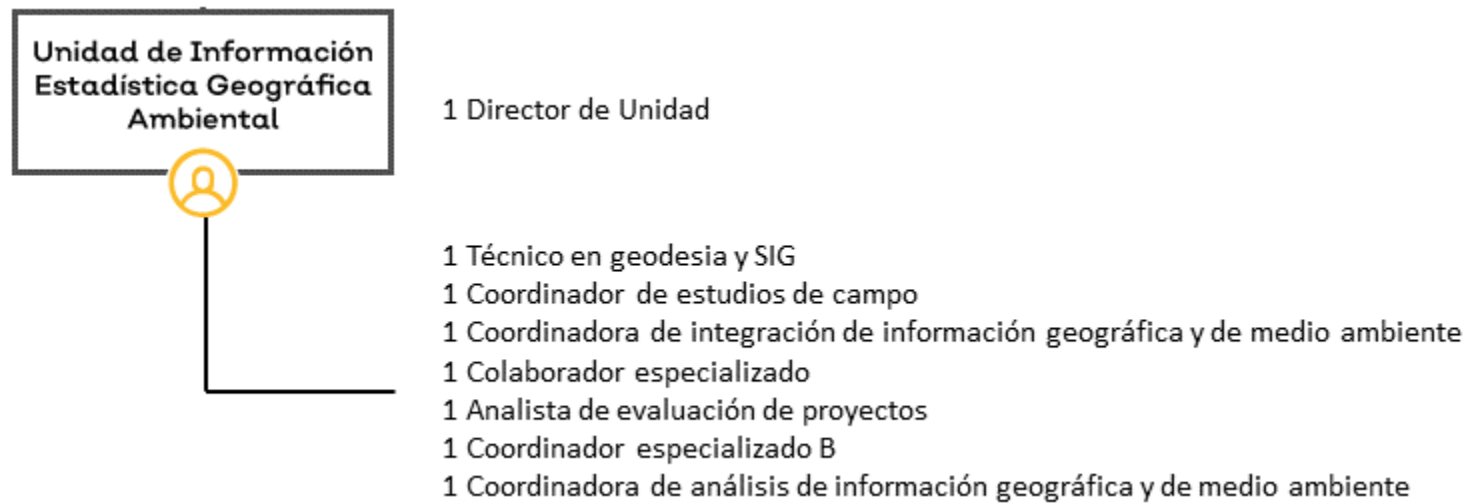 Unidad de Información
Estadística Geográfica
Ambiental
1 Director de Unidad
1 Técnico en geodesia y SIG
1 Coordinador de estudios de campo
1 Coordinadora de integración de información geográfica y de medio ambiente
1 Colaborador especializado
1 Analista de evaluación de proyectos
1 Coordinador especializado B
1 Coordinadora de análisis de información geográfica y de medio ambiente